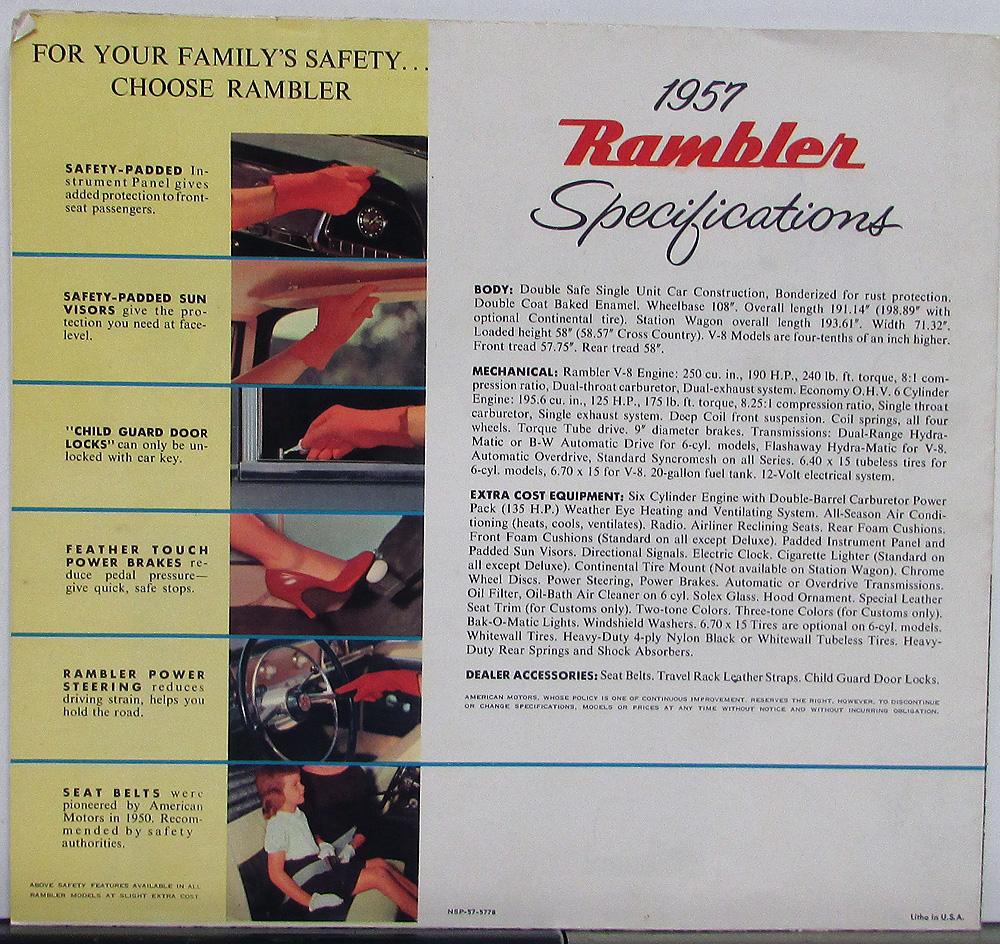 FOR YOUR FAMILY'S SAFETY...
CHOOSE RAMBLER
SAFETY-PADDED In-
strument Panel gives
added protection to front-
seat passengers.
SAFETY-PADDED SUN
VISORS give the pro-
tection you need at face-
level.
"CHILD GUARD DOOR
LOCKS" can only be un-
locked with car key.
FEATHER TOUCH
POWER BRAKES re-
duce pedal pressure—
give quick, safe stops.
RAMBLER POWER
STEERING reduces
driving strain, helps you
hold the road.
SEAT BELTS were
pioneered by American
Motors in 1950. Recom-
mended by safety
authorities.
ABOVE SAFETY FEATURES AVAILABLE IN ALL
RAMBLER MODELS AT SLIGHT EXTRA COST
1957
Rambler
Specifications
BODY: Double Safe Single Unit Car Construction, Bonderized for rust protection.
Double Coat Baked Enamel. Wheelbase 108". Overall length 191.14" (198.89" with
optional Continental tire). Station Wagon overall length 193.61". Width 71.32".
Loaded height 58" (58.57" Cross Country). V-8 Models are four-tenths of an inch higher.
Front tread 57.75". Rear tread 58".
MECHANICAL: Rambler V-8 Engine: 250 cu. in., 190 H.P., 240 lb. ft. torque, 8:1 com-
pression ratio, Dual-throat carburetor, Dual-exhaust system. Economy O.H.V. 6 Cylinder
Engine: 195.6 cu. in., 125 H.P., 175 lb. ft. torque, 8.25:1 compression ratio, Single throat
carburetor, Single exhaust system. Deep Coil front suspension. Coil springs, all four
wheels. Torque Tube drive. 9" diameter brakes. Transmissions: Dual-Range Hydra-
Matic or B-W Automatic Drive for 6-cyl. models, Flashaway Hydra-Matic for V-8.
Automatic Overdrive, Standard Syncromesh on all Series. 6.40 x 15 tubeless tires for
6-cyl. models, 6.70 x 15 for V-8. 20-gallon fuel tank. 12-Volt electrical system.
EXTRA COST EQUIPMENT: Six Cylinder Engine with Double-Barrel Carburetor Power
Pack (135 H.P.) Weather Eye Heating and Ventilating System. All-Season Air Condi-
tioning (heats, cools, ventilates). Radio. Airliner Reclining Seats. Rear Foam Cushions.
Front Foam Cushions (Standard on all except Deluxe). Padded Instrument Panel and
Padded Sun Visors. Directional Signals. Electric Clock. Cigarette Lighter (Standard on
all except Deluxe). Continental Tire Mount (Not available on Station Wagon). Chrome
Wheel Discs. Power Steering, Power Brakes. Automatic or Overdrive Transmissions.
Oil Filter, Oil-Bath Air Cleaner on 6 cyl. Solex Glass. Hood Ornament. Special Leather
Seat Trim (for Customs only). Two-tone Colors. Three-tone Colors (for Customs only).
Bak-O-Matic Lights. Windshield Washers. 6.70 x 15 Tires are optional on 6-cyl. models.
Whitewall Tires. Heavy-Duty 4-ply Nylon Black or Whitewall Tubeless Tires. Heavy-
Duty Rear Springs and Shock Absorbers.
DEALER ACCESSORIES: Seat Belts. Travel Rack Leather Straps. Child Guard Door Locks.
AMERICAN MOTORS, WHOSE POLICY IS ONE OF CONTINUOUS IMPROVEMENT, RESERVES THE RIGHT, HOWEVER, TO DISCONTINUE
OR CHANGE SPECIFICATIONS, MODELS OR PRICES AT ANY TIME WITHOUT NOTICE AND WITHOUT INCURRING OBLIGATION.
NSP-57-5778
Litho in U.S.A.